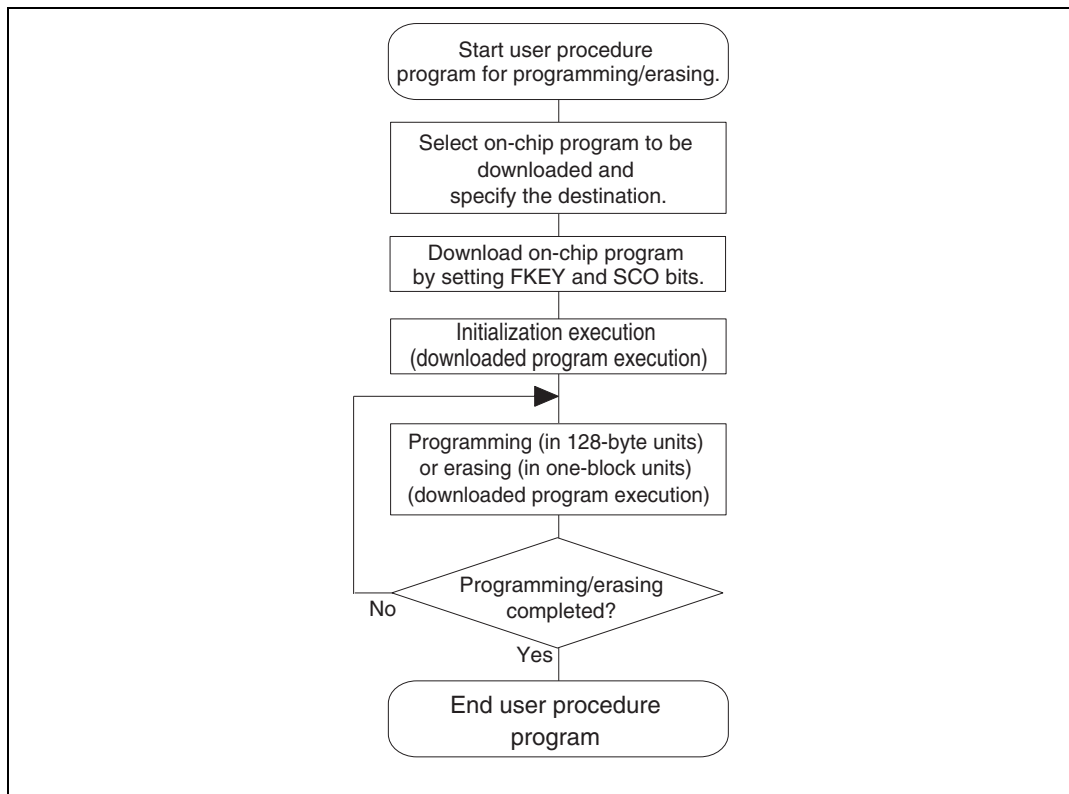 Start user procedure
program for programming/erasing.
Select on-chip program to be
downloaded and
specify the destination.
Download on-chip program
by setting FKEY and SCO bits.
Initialization execution
(downloaded program execution)
Programming (in 128-byte units)
or erasing (in one-block units)
(downloaded program execution)
Programming/erasing
completed?
No
Yes
End user procedure
program